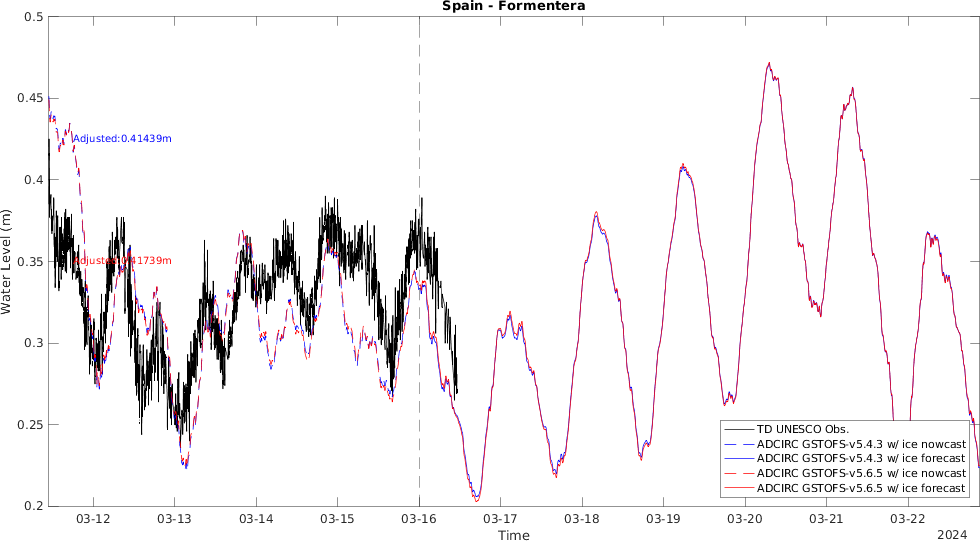 Spain - Formentera
0.5
0.45
0.4
0.35
0.3
0.25
0.2
Water Level (m)
Adjusted:0.41439m
Adjusted:0.41739m
TD UNESCO Obs.
ADCIRC GSTOFS-v5.4.3 w/ ice nowcast
ADCIRC GSTOFS-v5.4.3 w/ ice forecast
ADCIRC GSTOFS-v5.6.5 w/ ice nowcast
ADCIRC GSTOFS-v5.6.5 w/ ice forecast
03-12 03-13 03-14 03-15 03-16 03-17 03-18 03-19 03-20 03-21 03-22
Time
2024